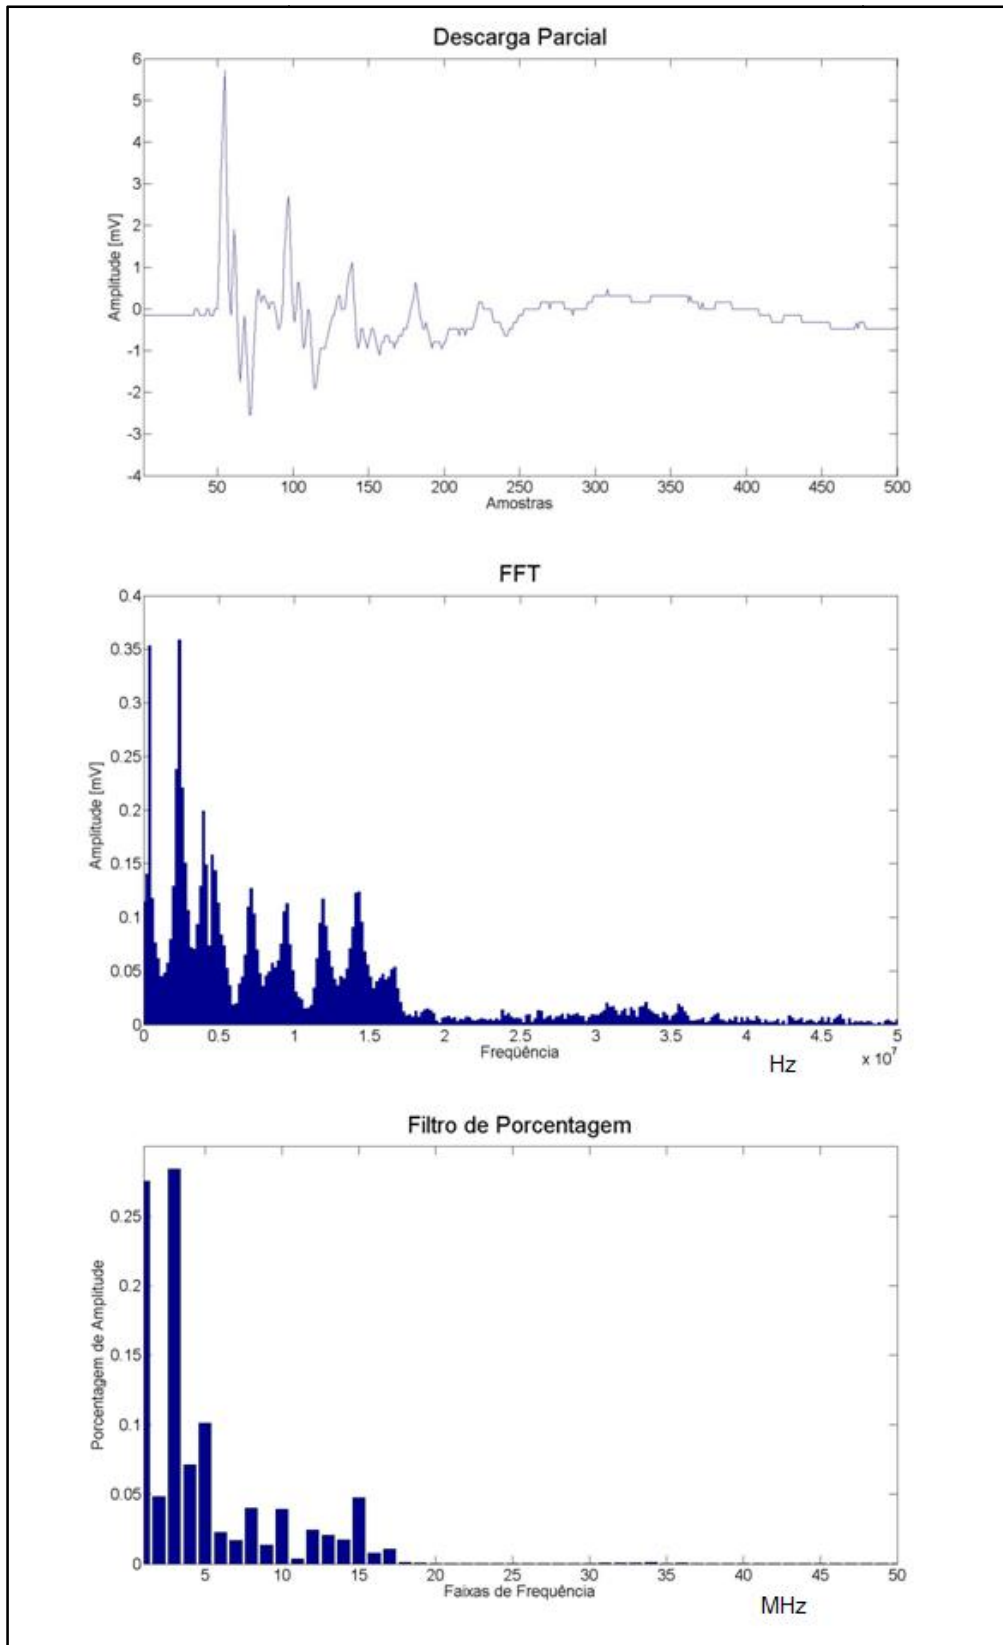 Descarga Parcial
6
5
4
3
2
1
0
-1
-2
-3
-4
Amplitude [mV]
50 100 150 200 250 300 350 400 450 500
Amostras
FFT
0.4
0.35
0.3
0.25
0.2
0.15
0.1
0.05
0
Amplitude [mV]
0 0.5 1 1.5 2 2.5 3 3.5 4 4.5 5
Freqüência
Hz
x 10^7
Filtro de Porcentagem
0.25
0.2
0.15
0.1
0.05
0
Porcentagem de Amplitude
5 10 15 20 25 30 35 40 45 50
Faixas de Frequência
MHz